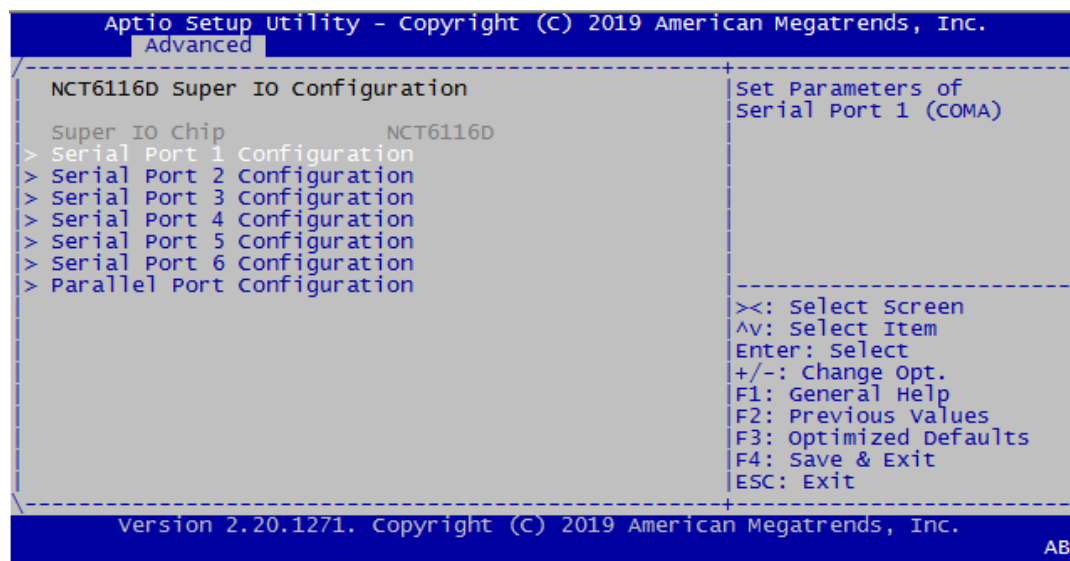 Aptio Setup Utility - Copyright (C) 2019 American Megatrends, Inc.
Advanced
NCT6116D Super IO Configuration
Super IO Chip NCT6116D
> Serial Port 1 Configuration
> Serial Port 2 Configuration
> Serial Port 3 Configuration
> Serial Port 4 Configuration
> Serial Port 5 Configuration
> Serial Port 6 Configuration
> Parallel Port Configuration
Set Parameters of
Serial Port 1 (COMA)
><: Select Screen
^v: Select Item
Enter: Select
+/-: Change Opt.
F1: General Help
F2: Previous Values
F3: Optimized Defaults
F4: Save & Exit
ESC: Exit
Version 2.20.1271. Copyright (C) 2019 American Megatrends, Inc.
AB